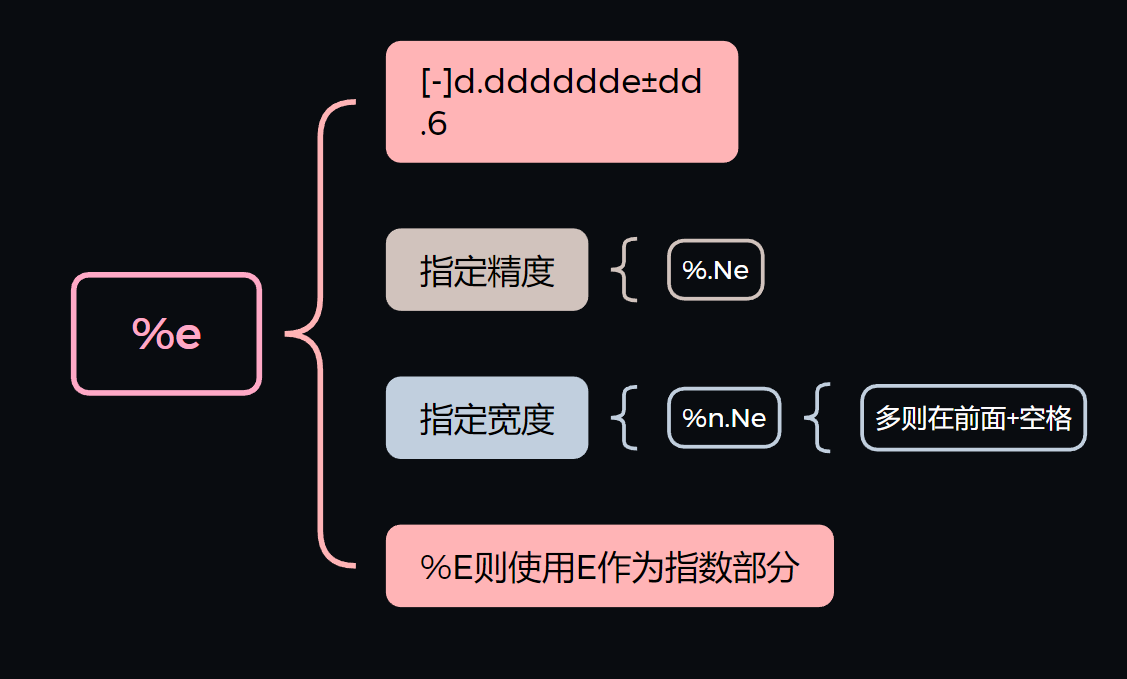 %e
[-]d.dddddde±dd
.6
指定精度
%.Ne
指定宽度
%n.Ne
多则在前面+空格
%E则使用E作为指数部分